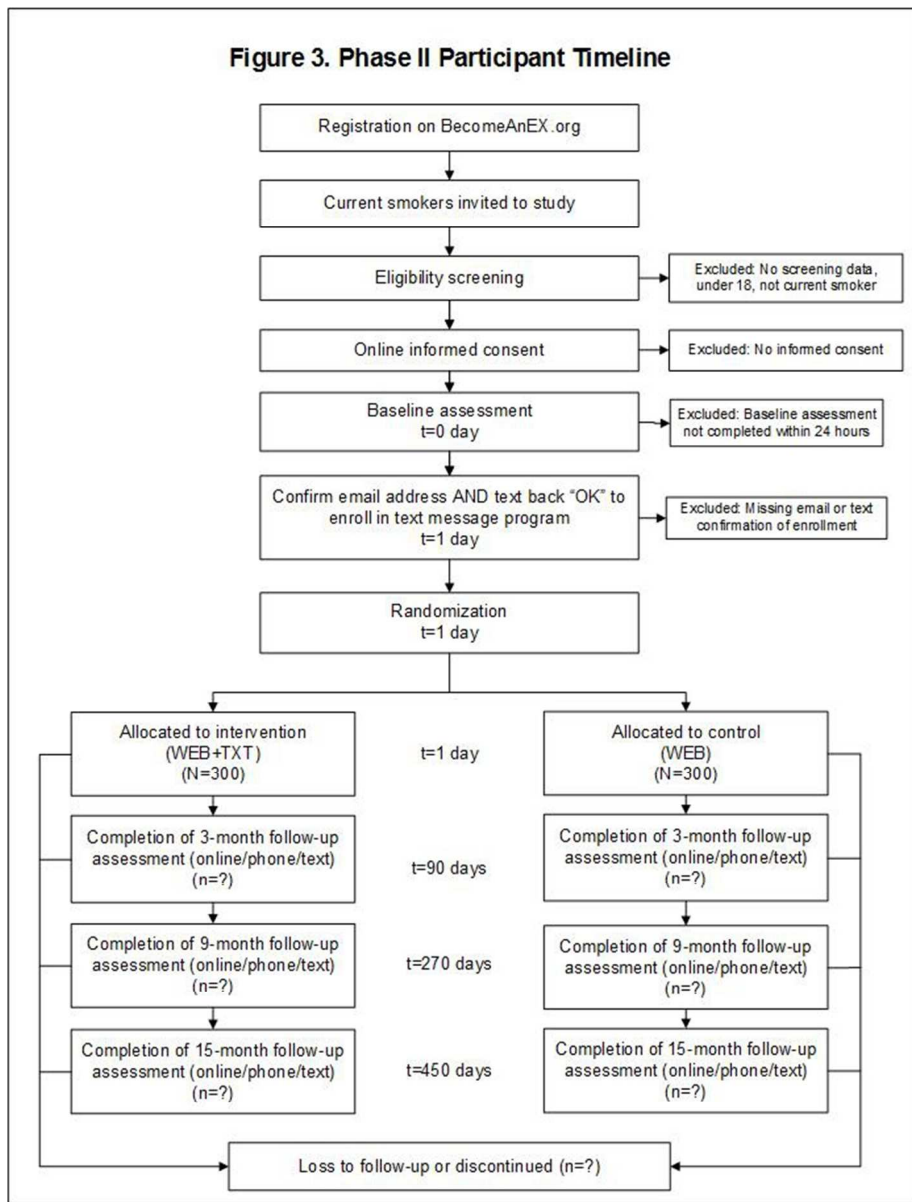 Figure 3. Phase II Participant Timeline
Registration on BecomeAnEX.org
Current smokers invited to study
Eligibility screening
Excluded: No screening data,
under 18, not current smoker
Online informed consent
Excluded: No informed consent
Baseline assessment
t=0 day
Excluded: Baseline assessment
not completed within 24 hours
Confirm email address AND text back “OK” to
enroll in text message program
t=1 day
Excluded: Missing email or text
confirmation of enrollment
Randomization
t=1 day
Allocated to intervention
(WEB+TXT)
(N=300)
t=1 day
Allocated to control
(WEB)
(N=300)
Completion of 3-month follow-up
assessment (online/phone/text)
(n=?)
t=90 days
Completion of 3-month follow-up
assessment (online/phone/text)
(n=?)
Completion of 9-month follow-up
assessment (online/phone/text)
(n=?)
t=270 days
Completion of 9-month follow-up
assessment (online/phone/text)
(n=?)
Completion of 15-month follow-up
assessment (online/phone/text)
(n=?)
t=450 days
Completion of 15-month follow-up
assessment (online/phone/text)
(n=?)
Loss to follow-up or discontinued (n=?)